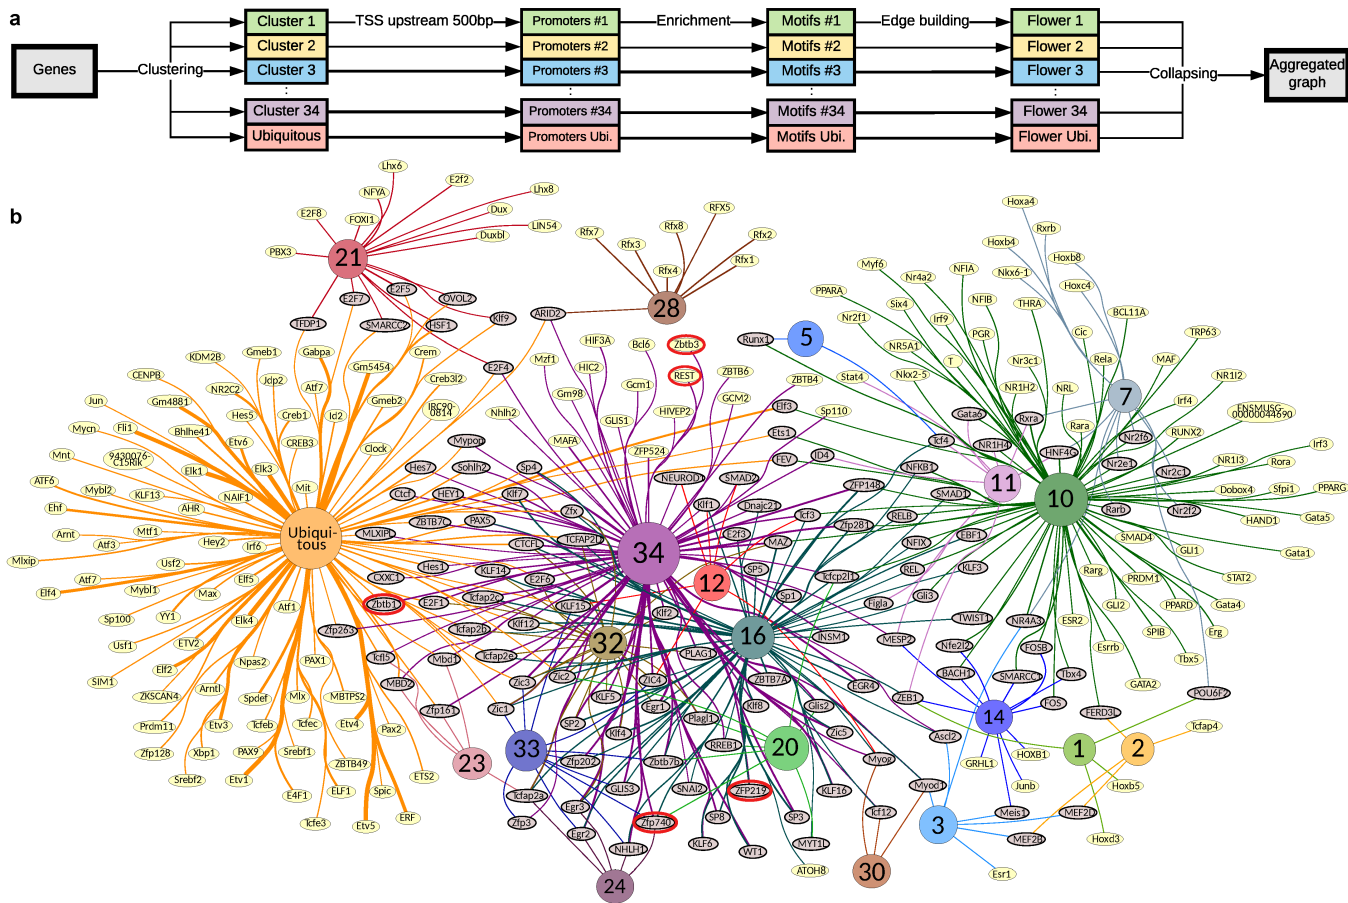 a
Genes
Clustering
Cluster 1
Cluster 2
Cluster 3
Cluster 34
Ubiquitous
TSS upstream 500bp
Promoters #1
Promoters #2
Promoters #3
Promoters #34
Promoters Ubi.
Enrichment
Motifs #1
Motifs #2
Motifs #3
Motifs #34
Motifs Ubi.
Edge building
Flower 1
Flower 2
Flower 3
Flower 34
Flower Ubi.
Collapsing
Aggregated
graph
b
Lhx6
NFYA
E2f2
Lhx8
E2F8
FOXI1
Dux
LIN54
Duxbl
PBX3
21
E2F7
E2F5
OVOL2
TFDP1
SMARCC2
HSF1
Klf9
E2F4
ARID2
Rfx7
Rfx3
Rfx8
RFX5
Rfx2
Rfx4
Rfx1
28
5
Runx1
Hoxa4
Rxrb
Hoxb4
Hoxb8
Nkx6-1
Hoxc4
Myf6
Nr4a2
NFIA
PPARA
Six4
NFIB
THRA
Nr2f1
Irf9
PGR
Cic
BCL11A
TRP63
NR5A1
T
Nr3c1
Rela
MAF
Stat4
Nkx2-5
NR1H2
NRL
7
NR1I2
Irf4
Gata6
Rxra
Rara
Nr2f6
RUNX2
ENSMUSG
00000044690
Tcf4
NR1H4
HNF4G
Nr2e1
Nr2c1
NR1I3
Irf3
Rora
11
10
Dobox4
Sfpi1
PPARG
Rarb
Nr2f2
HAND1
Gata5
SMAD4
GLI1
Gata1
Rarg
PRDM1
STAT2
GLI2
PPARD
Gata4
ESR2
SPIB
Erg
Esrrb
Tbx5
GATA2
POU6F2
KDM2B
Gmeb1
Gabpa
Crem
CENPB
NR2C2
Jdp2
Atf7
Gm5454
Creb3l2
Jun
Gm4881
Hes5
Creb1
Id2
Gmeb2
IRC900
0814
Mycn
Fli1
Bhlhe41
Etv6
CREB3
Clock
Mnt
9430076-
C15Rik
Elk1
Elk3
Mit
ATF6
Mybl2
KLF13
NAIF1
Ehf
AHR
Mtf1
Arnt
Atf3
Hey2
Irf6
Ubiqui-
tous
Mlxip
Usf2
Elf5
Atf7
Elf4
Mybl1
Max
Sp100
YY1
Elk4
Atf1
Usf1
ETV2
SIM1
Elf2
Npas2
PAX1
ZKSCAN4
Arntl
Spdef
Mlx
MBTPS2
Prdm11
Etv3
Tcfeb
Tcfec
Etv4
Pax2
Zfp128
Xbp1
PAX9
Srebf1
ZBTB49
Srebf2
Etv1
E4F1
ELF1
Spic
ETS2
Tcfe3
Etv5
ERF
HIF3A
Bcl6
Zbtb3
Mzf1
HIC2
REST
ZBTB6
Gm98
Gcm1
GCM2
ZBTB4
Nhlh2
GLIS1
HIVEP2
Elf3
Sp110
MAFA
ZFP524
Ets1
Mypop
Hes7
Sohlh2
Sp4
NEUROD1
SMAD2
FEV
ID4
NFKB1
Ctcf
HEY1
Klf7
Klf1
Dnajc21
ZFP148
SMAD1
ZBTB7C
PAX5
Zfx
Tcf3
Zfp281
RELB
MLXIPL
CTCFL
TCFAP2D
E2f3
MAZ
NFIX
EBF1
34
12
CXXC1
Hes1
KLF14
E2F6
SP5
Tcfcp2l1
REL
KLF3
Zbtb1
E2F1
Tcfap2c
KLF15
Klf2
Sp1
Figla
Gli3
Zfp263
Tcfap2b
Klf12
16
INSM1
MESP2
TWIST1
NR4A3
32
Tcfl5
Mbd1
Tcfap2e
PLAG1
Nfe2l2
FOSB
MBD2
Zic3
Zic2
ZIC4
ZBTB7A
EGR4
BACH1
SMARCC1
Tbx4
Zfp161
Zic1
KLF5
Egr1
Klf8
Glis2
ZEB1
FOS
FERD3L
14
SP2
Plagl1
Zic5
Ascl2
Tcfap4
Klf4
RREB1
HOXB1
1
2
23
33
Zfp202
Zbtb7b
20
Myog
GRHL1
GLIS3
SNAI2
ZFP219
KLF16
Myod1
Junb
Hoxb5
Tcfap2a
Egr3
SP8
SP3
Tcf12
Meis1
MEF2D
Zfp3
Egr2
Zfp740
3
MEF2B
Hoxd3
NHLH1
KLF6
WT1
MYT1L
ATOH8
30
Esr1
24